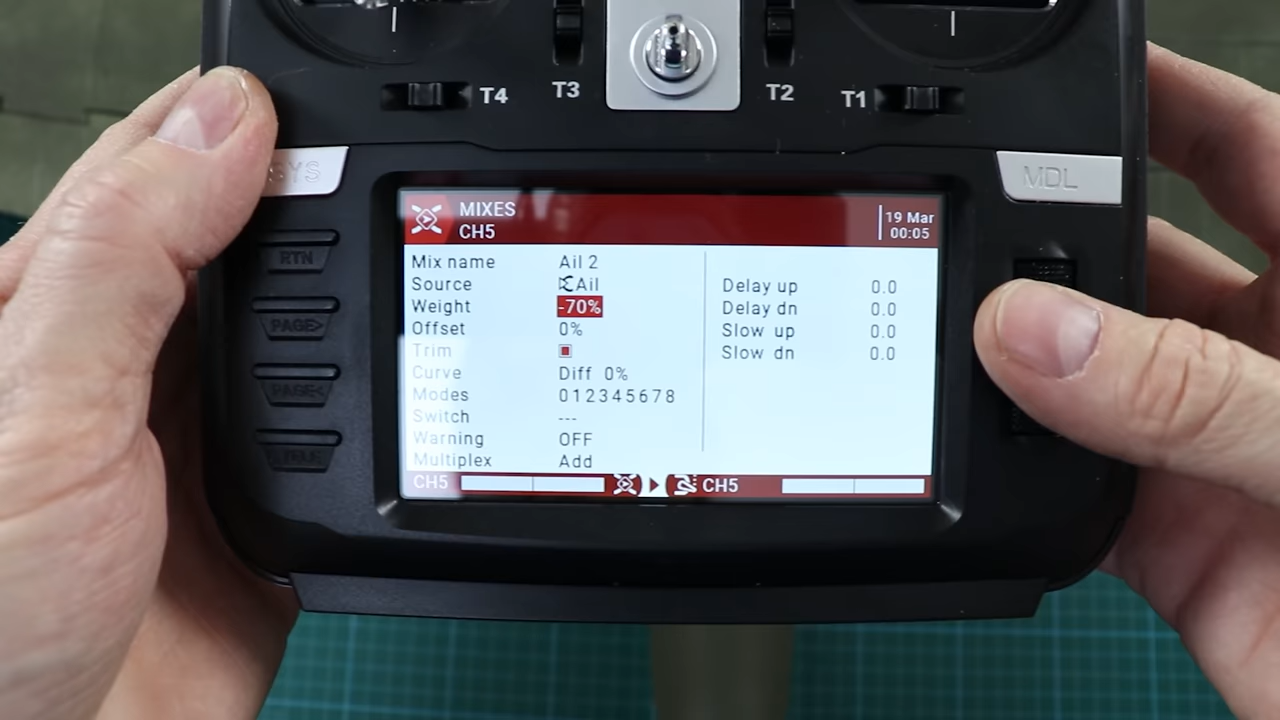 T4 T3 T2 T1
SYS
MDL
RTN
PAGE>
PAGE<
MIXES
CH5
19 Mar
00:05
Mix name Ail 2
Source Ail
Weight -70%
Offset 0%
Trim
Curve Diff 0%
Modes 012345678
Switch ---
Warning OFF
Multiplex Add
Delay up 0.0
Delay dn 0.0
Slow up 0.0
Slow dn 0.0
CH5 CH5